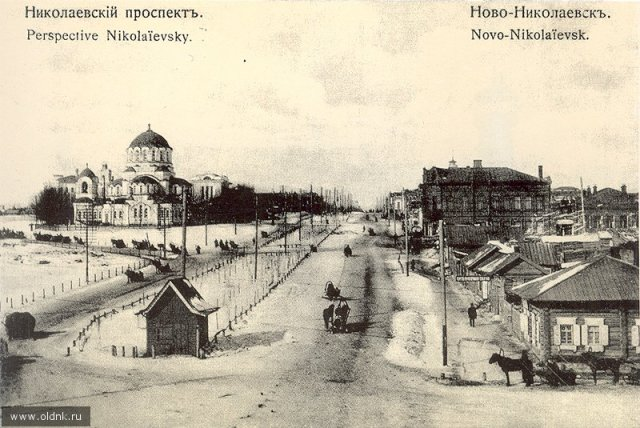 Николаевскій проспектъ.
Perspective Nikolaïevsky.
Ново-Николаевскъ.
Novo-Nikolaïevsk.
www.oldnk.ru